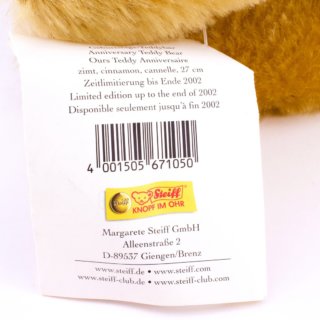 Geburtstags-Teddybär
Anniversary Teddy Bear
Ours Teddy Anniversaire
zimt, cinnamon, cannelle, 27 cm
Zeitlimitierung bis Ende 2002
Limited edition up to the end of 2002
Disponible seulement jusqu'à fin 2002
4 001505 671050
Steiff
KNOPF IM OHR
Margarete Steiff GmbH
Alleenstraße 2
D-89537 Giengen/Brenz
www.steiff.de • www.steiff.com
www.steiff-club.de • www.steiff-club.com